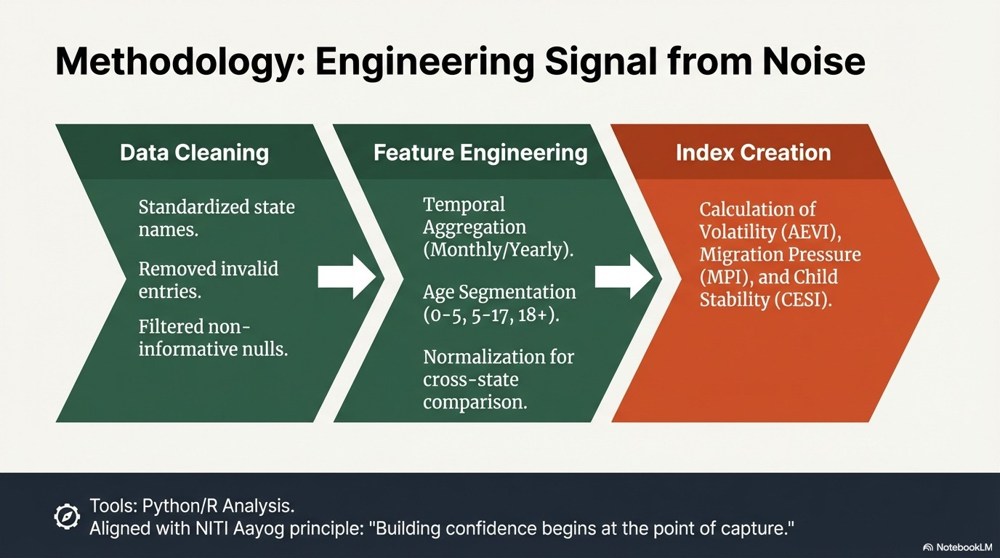 Methodology: Engineering Signal from Noise
Data Cleaning
Standardized state
names.
Removed invalid
entries.
Filtered non-
informative nulls.
Feature Engineering
Temporal
Aggregation
(Monthly/Yearly).
Age Segmentation
(0-5, 5-17, 18+).
Normalization for
cross-state
comparison.
Index Creation
Calculation of
Volatility (AEVI),
Migration Pressure
(MPI), and Child
Stability (CESI).
Tools: Python/R Analysis.
Aligned with NITI Aayog principle: "Building confidence begins at the point of capture."
NotebookLM